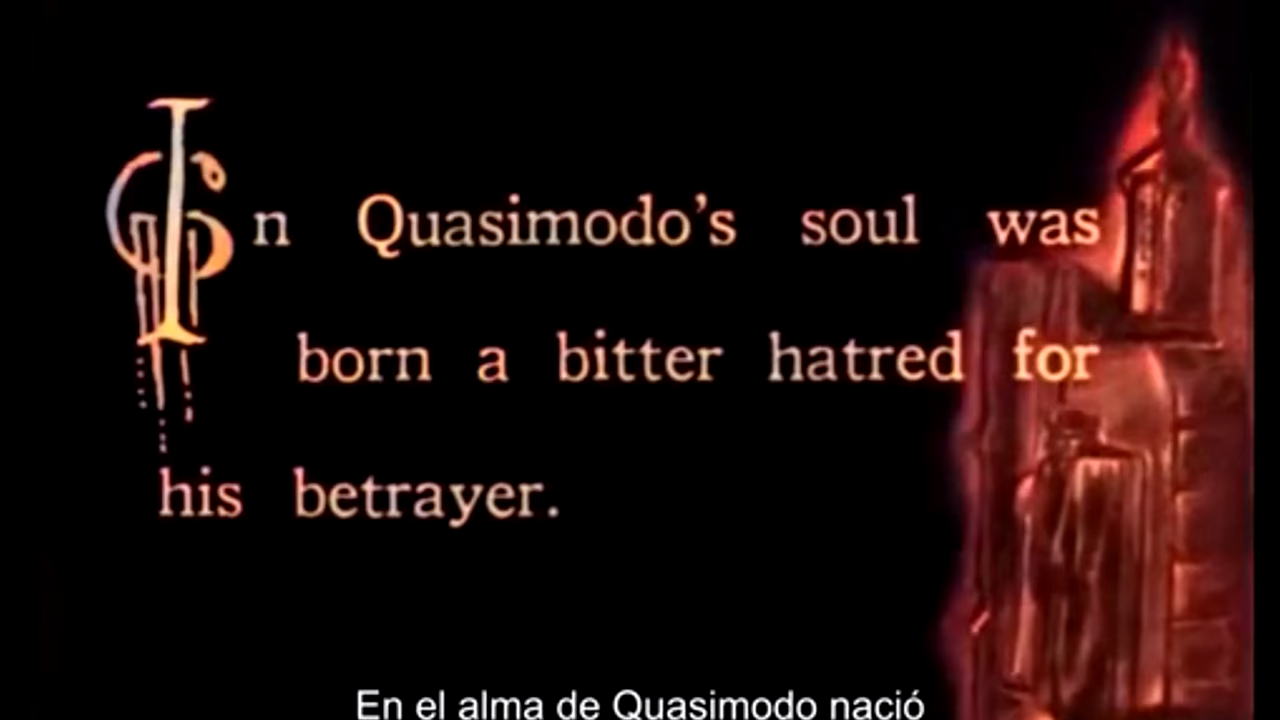 In Quasimodo's soul was
born a bitter hatred for
his betrayer.
En el alma de Quasimodo nació